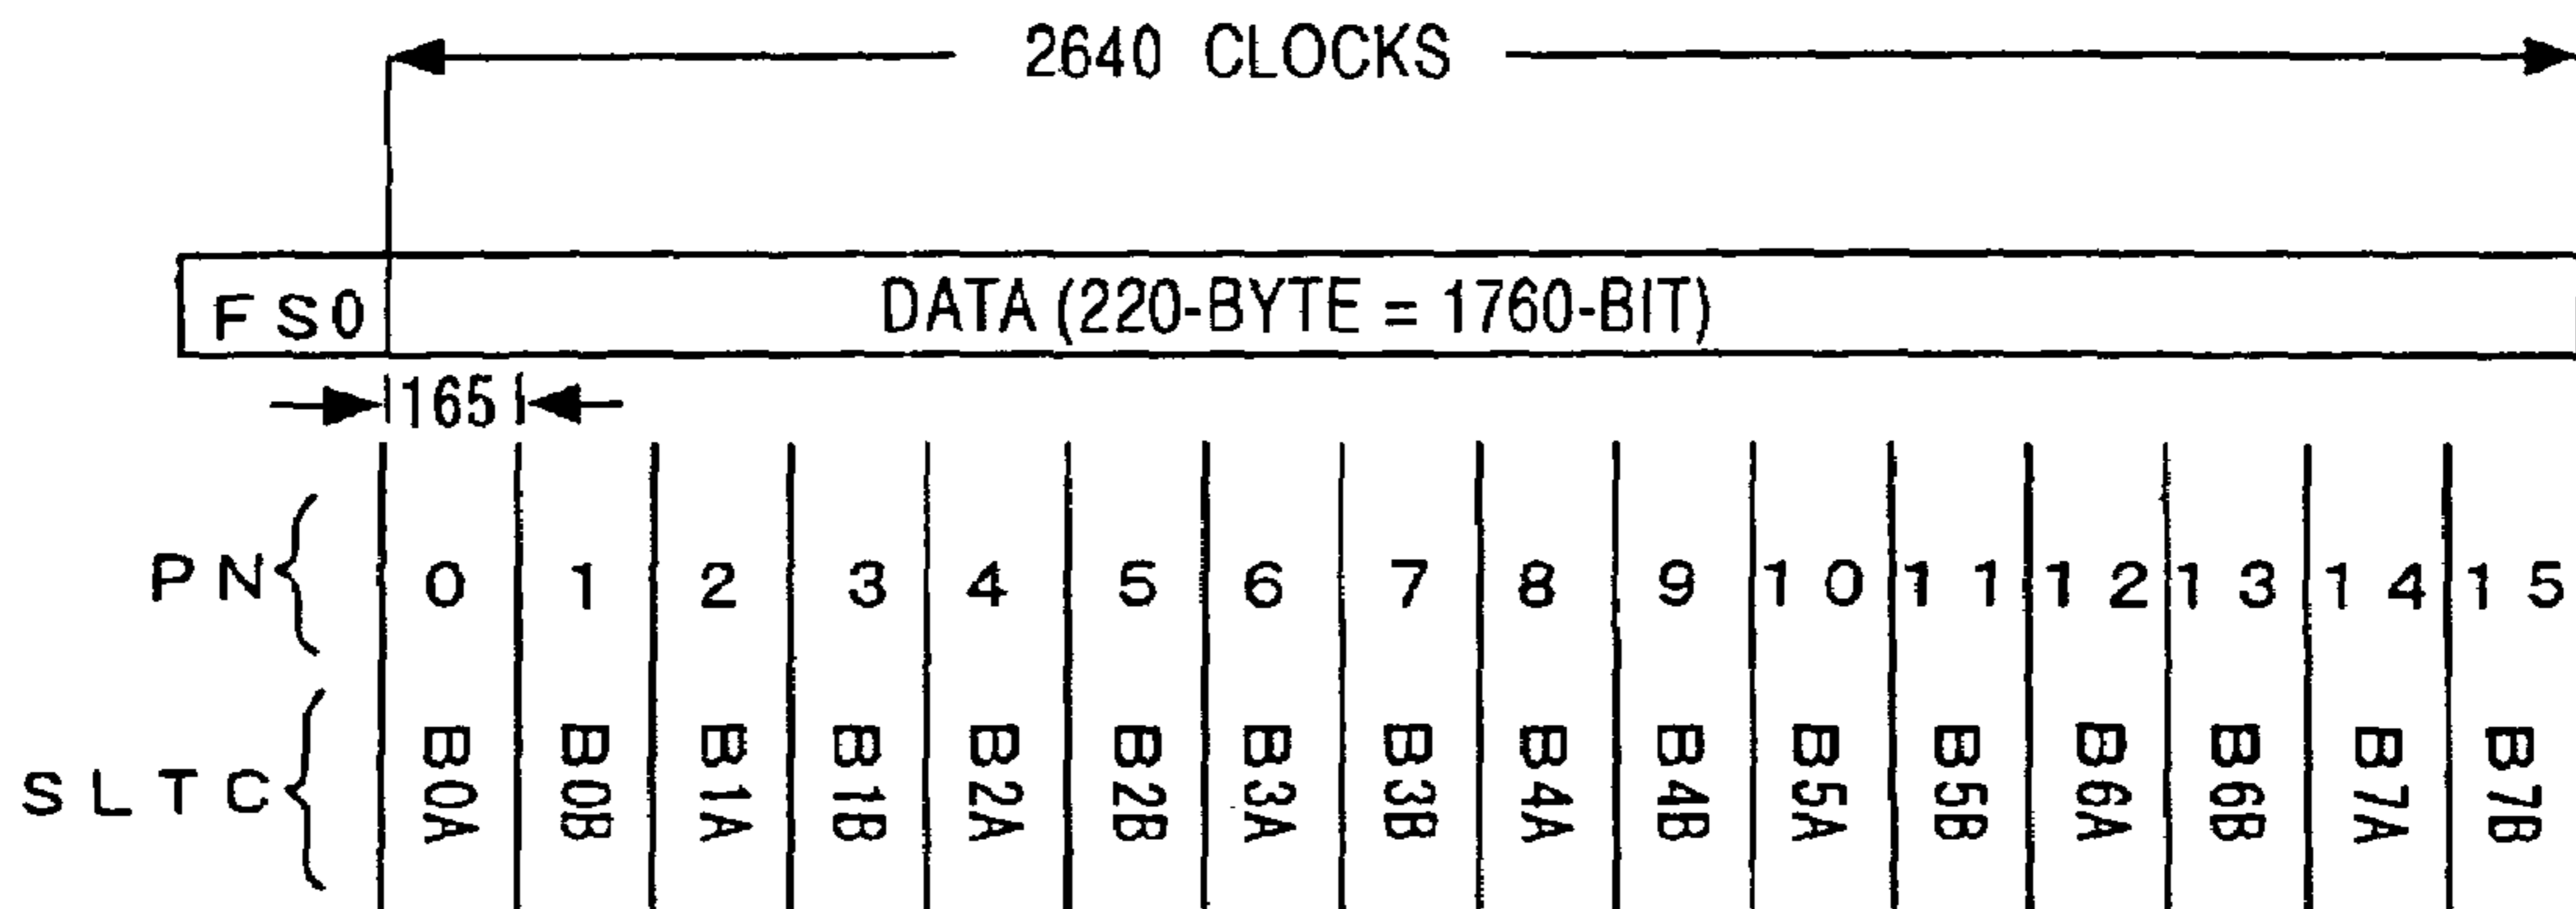 2640 CLOCKS
FS0 DATA (220-BYTE = 1760-BIT)
165
PN 0 1 2 3 4 5 6 7 8 9 10 11 12 13 14 15
SLTC B0A B0B B1A B1B B2A B2B B3A B3B B4A B4B B5A B5B B6A B6B B7A B7B